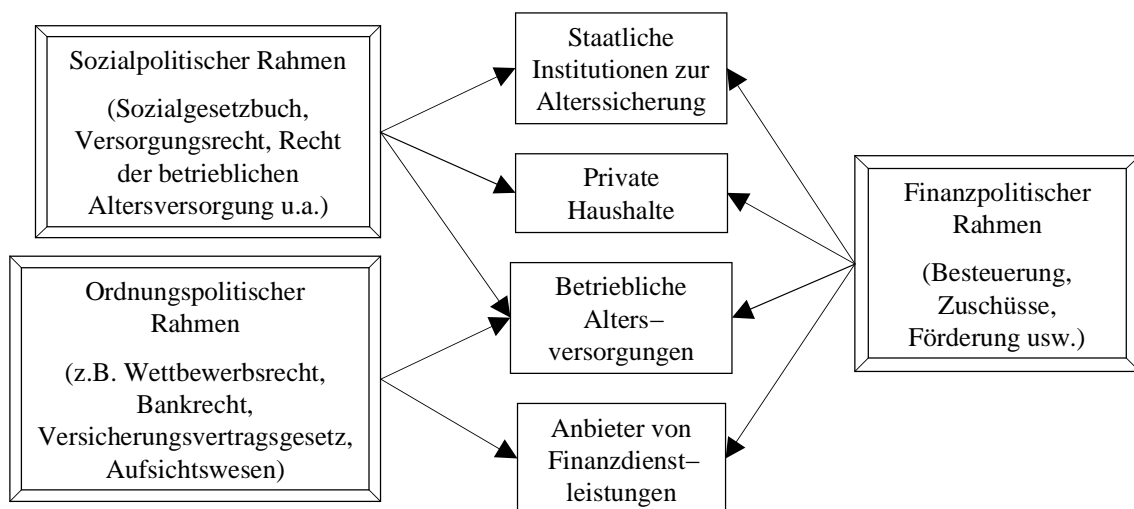 Sozialpolitischer Rahmen
(Sozialgesetzbuch,
Versorgungsrecht, Recht
der betrieblichen
Altersversorgung u.a.)
Ordnungspolitischer
Rahmen
(z.B. Wettbewerbsrecht,
Bankrecht,
Versicherungsvertragsgesetz,
Aufsichtswesen)
Staatliche
Institutionen zur
Alterssicherung
Private
Haushalte
Betriebliche
Alters–
versorgungen
Anbieter von
Finanzdienst–
leistungen
Finanzpolitischer
Rahmen
(Besteuerung,
Zuschüsse,
Förderung usw.)